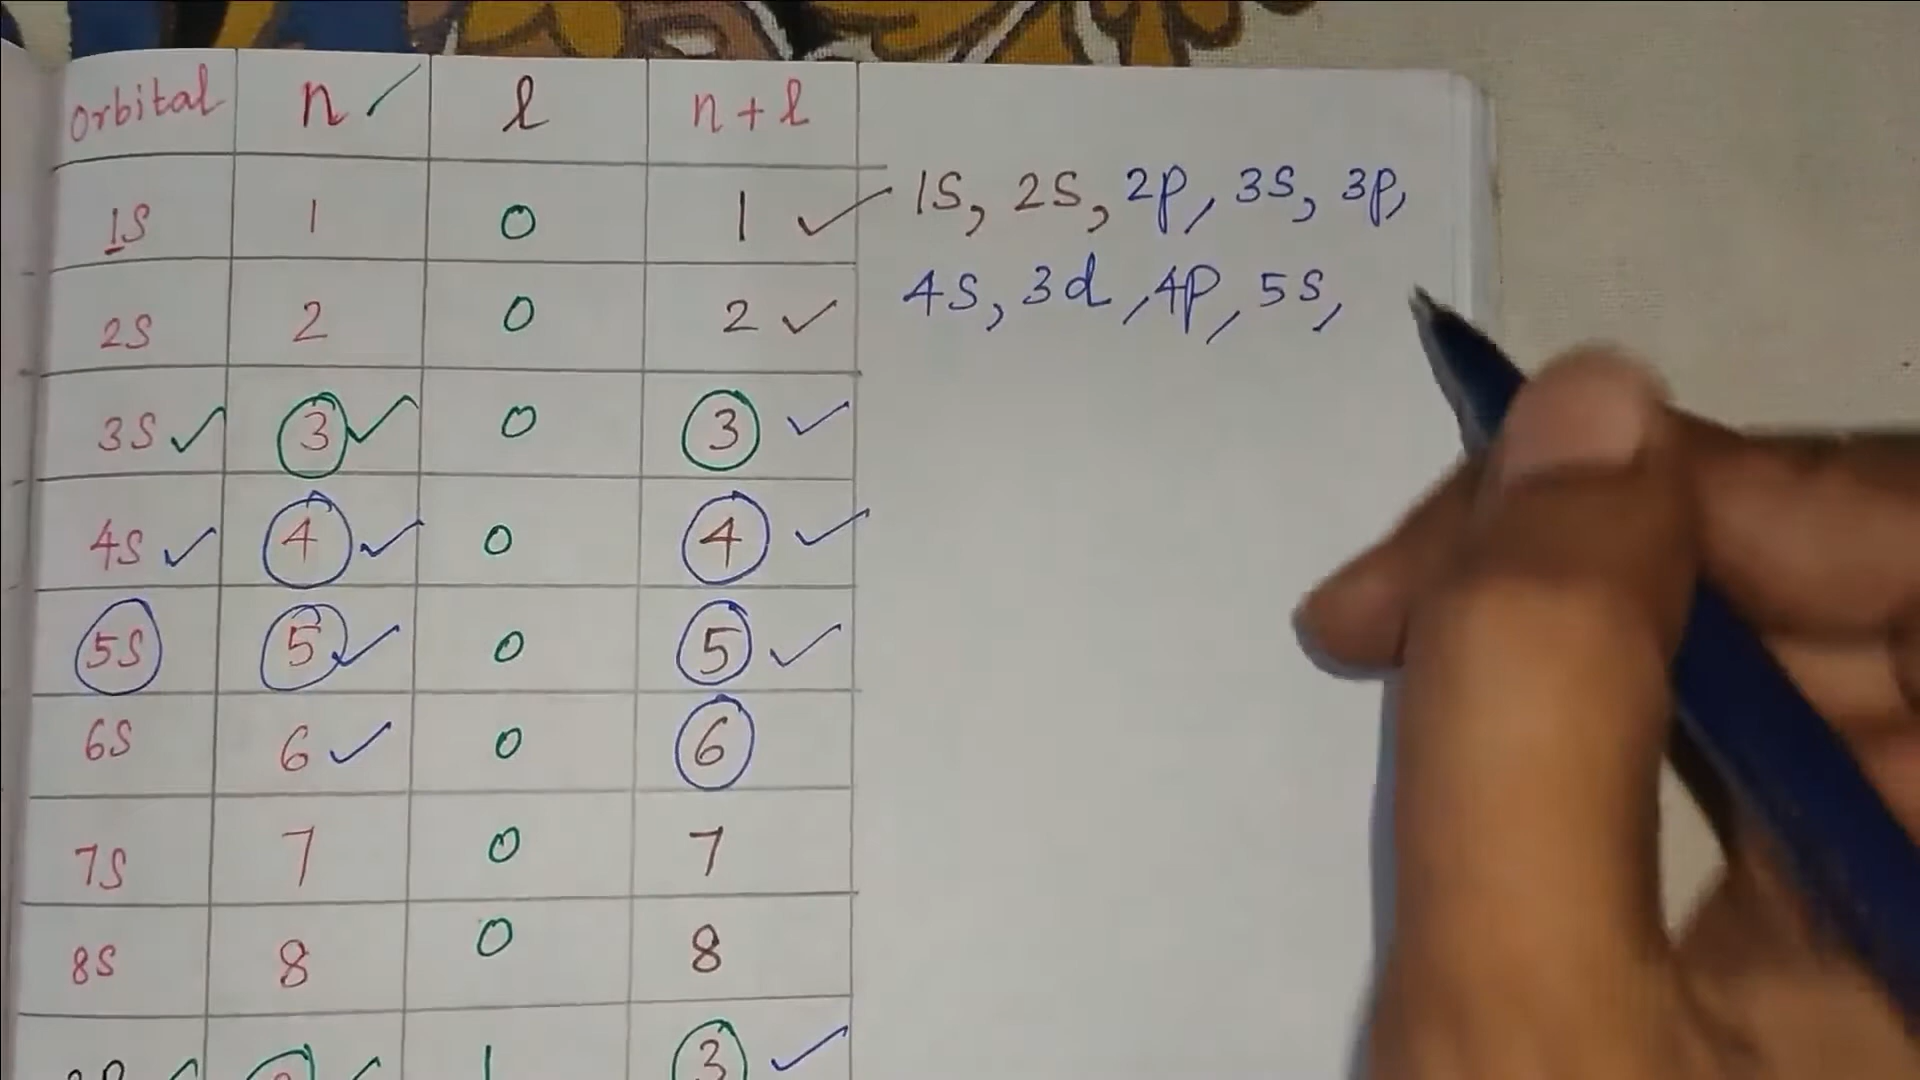 Orbital n l n + l
1S 1 0 1
2S 2 0 2
3S 3 0 3
4S 4 0 4
5S 5 0 5
6S 6 0 6
7S 7 0 7
8S 8 0 8
1 3
1S, 2S, 2p, 3S, 3p,
4S, 3d, 4p, 5S,